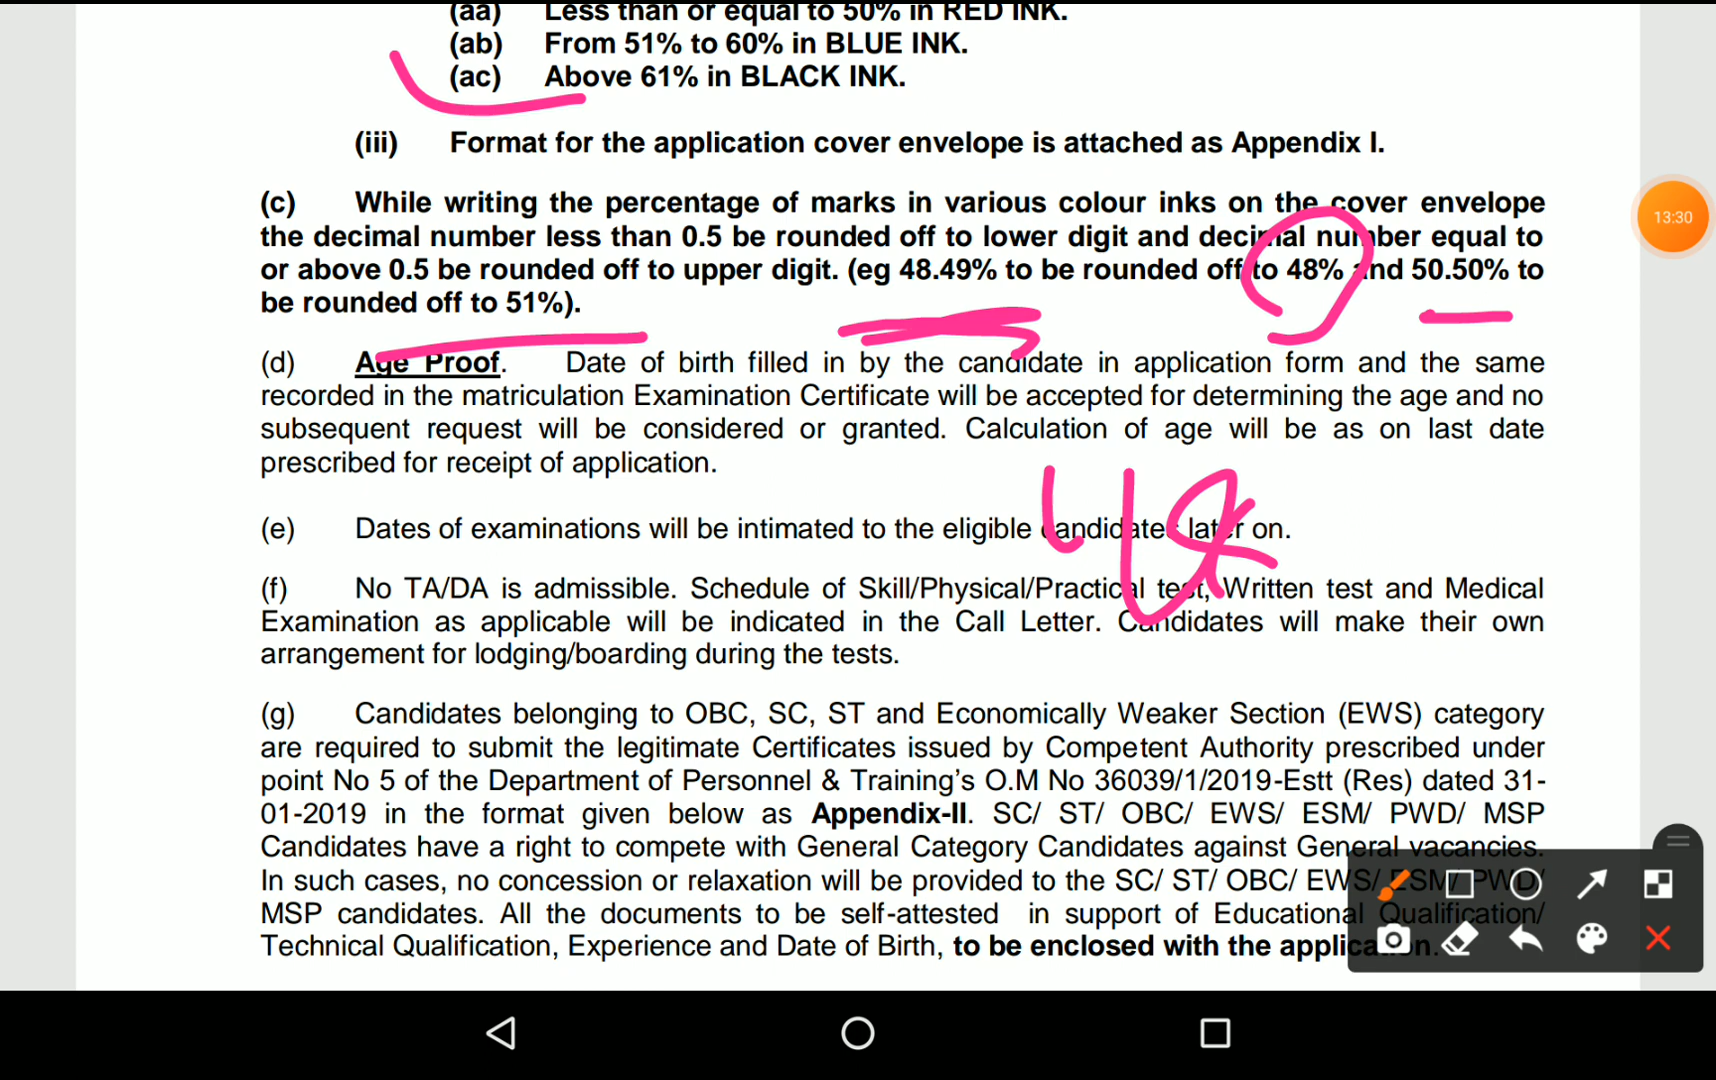 (aa) Less than or equal to 50% in RED INK.
(ab) From 51% to 60% in BLUE INK.
(ac) Above 61% in BLACK INK.
(iii) Format for the application cover envelope is attached as Appendix I.
(c) While writing the percentage of marks in various colour inks on the cover envelope
the decimal number less than 0.5 be rounded off to lower digit and decimal number equal to
or above 0.5 be rounded off to upper digit. (eg 48.49% to be rounded off to 48% and 50.50% to
be rounded off to 51%).
13:30
(d) Age Proof. Date of birth filled in by the candidate in application form and the same
recorded in the matriculation Examination Certificate will be accepted for determining the age and no
subsequent request will be considered or granted. Calculation of age will be as on last date
prescribed for receipt of application.
(e) Dates of examinations will be intimated to the eligible candidates later on.
(f) No TA/DA is admissible. Schedule of Skill/Physical/Practical test, Written test and Medical
Examination as applicable will be indicated in the Call Letter. Candidates will make their own
arrangement for lodging/boarding during the tests.
(g) Candidates belonging to OBC, SC, ST and Economically Weaker Section (EWS) category
are required to submit the legitimate Certificates issued by Competent Authority prescribed under
point No 5 of the Department of Personnel & Training’s O.M No 36039/1/2019-Estt (Res) dated 31-
01-2019 in the format given below as Appendix-II. SC/ ST/ OBC/ EWS/ ESM/ PWD/ MSP
Candidates have a right to compete with General Category Candidates against General vacancies.
In such cases, no concession or relaxation will be provided to the SC/ ST/ OBC/ EWS/ ESM/ PWD/
MSP candidates. All the documents to be self-attested in support of Educational Qualification/
Technical Qualification, Experience and Date of Birth, to be enclosed with the application.